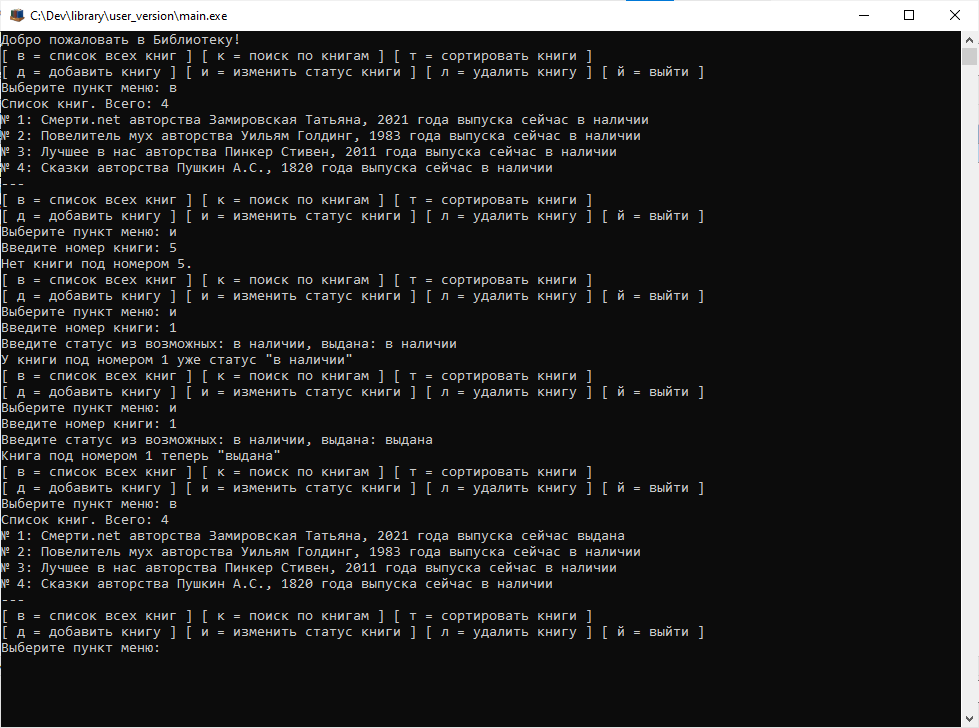 C:\Dev\library\user_version\main.exe
Добро пожаловать в Библиотеку!
[ в = список всех книг ] [ к = поиск по книгам ] [ т = сортировать книги ]
[ д = добавить книгу ] [ и = изменить статус книги ] [ л = удалить книгу ] [ й = выйти ]
Выберите пункт меню: в
Список книг. Всего: 4
№ 1: Смерти.net авторства Замировская Татьяна, 2021 года выпуска сейчас в наличии
№ 2: Повелитель мух авторства Уильям Голдинг, 1983 года выпуска сейчас в наличии
№ 3: Лучшее в нас авторства Пинкер Стивен, 2011 года выпуска сейчас в наличии
№ 4: Сказки авторства Пушкин А.С., 1820 года выпуска сейчас в наличии
---
[ в = список всех книг ] [ к = поиск по книгам ] [ т = сортировать книги ]
[ д = добавить книгу ] [ и = изменить статус книги ] [ л = удалить книгу ] [ й = выйти ]
Выберите пункт меню: и
Введите номер книги: 5
Нет книги под номером 5.
[ в = список всех книг ] [ к = поиск по книгам ] [ т = сортировать книги ]
[ д = добавить книгу ] [ и = изменить статус книги ] [ л = удалить книгу ] [ й = выйти ]
Выберите пункт меню: и
Введите номер книги: 1
Введите статус из возможных: в наличии, выдана: в наличии
У книги под номером 1 уже статус "в наличии"
[ в = список всех книг ] [ к = поиск по книгам ] [ т = сортировать книги ]
[ д = добавить книгу ] [ и = изменить статус книги ] [ л = удалить книгу ] [ й = выйти ]
Выберите пункт меню: и
Введите номер книги: 1
Введите статус из возможных: в наличии, выдана: выдана
Книга под номером 1 теперь "выдана"
[ в = список всех книг ] [ к = поиск по книгам ] [ т = сортировать книги ]
[ д = добавить книгу ] [ и = изменить статус книги ] [ л = удалить книгу ] [ й = выйти ]
Выберите пункт меню: в
Список книг. Всего: 4
№ 1: Смерти.net авторства Замировская Татьяна, 2021 года выпуска сейчас выдана
№ 2: Повелитель мух авторства Уильям Голдинг, 1983 года выпуска сейчас в наличии
№ 3: Лучшее в нас авторства Пинкер Стивен, 2011 года выпуска сейчас в наличии
№ 4: Сказки авторства Пушкин А.С., 1820 года выпуска сейчас в наличии
---
[ в = список всех книг ] [ к = поиск по книгам ] [ т = сортировать книги ]
[ д = добавить книгу ] [ и = изменить статус книги ] [ л = удалить книгу ] [ й = выйти ]
Выберите пункт меню: